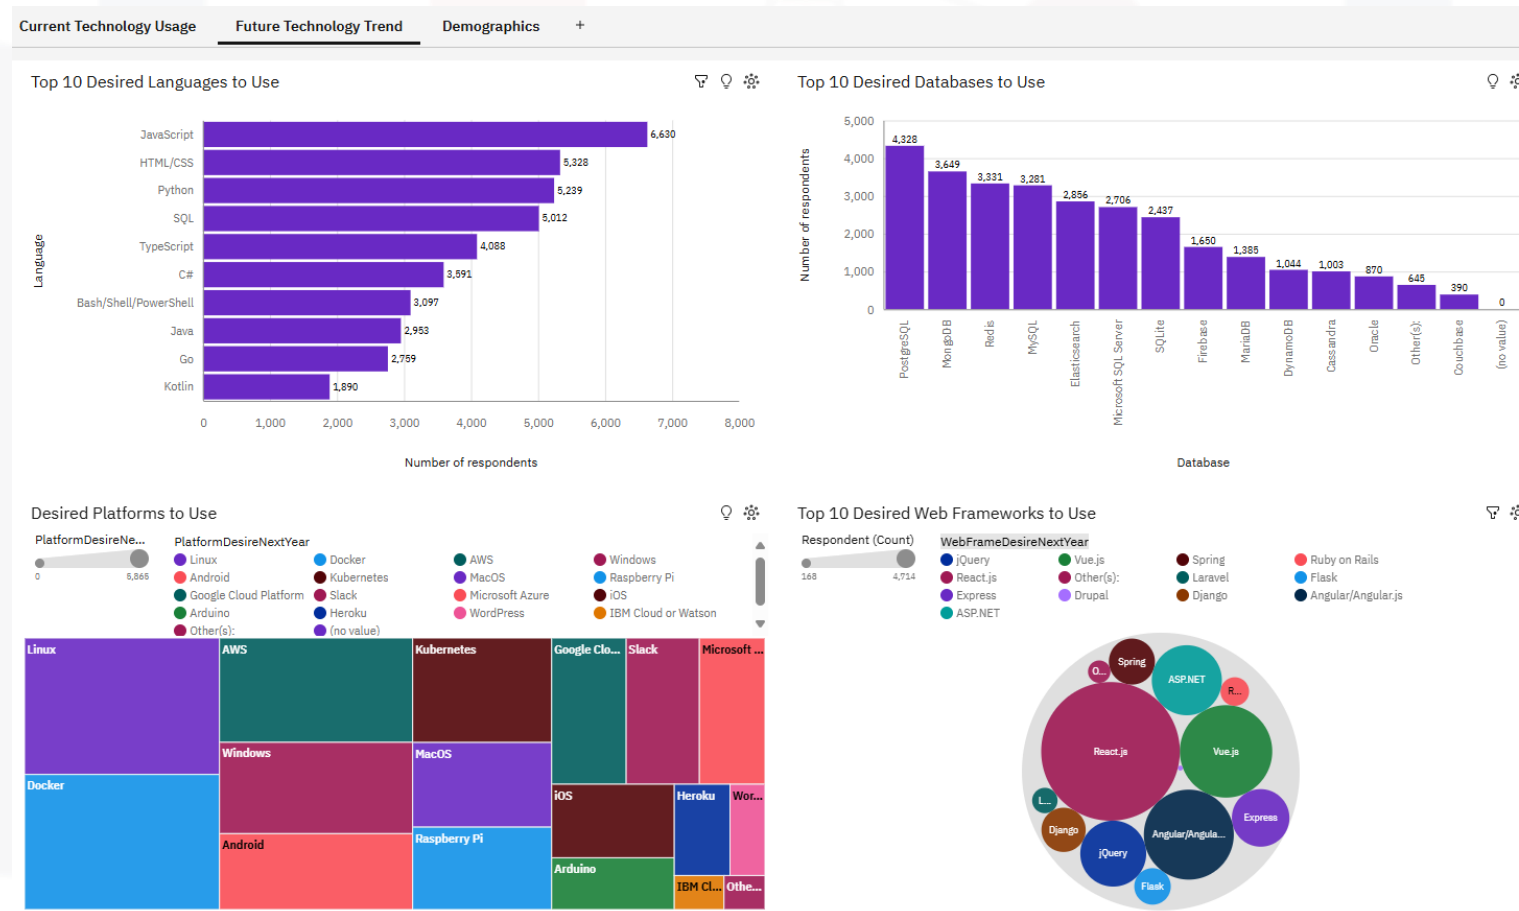 Current Technology Usage Future Technology Trend Demographics +
Top 10 Desired Languages to Use
Language
JavaScript 6,630
HTML/CSS 5,328
Python 5,239
SQL 5,012
TypeScript 4,088
C# 3,591
Bash/Shell/PowerShell 3,097
Java 2,953
Go 2,759
Kotlin 1,890
0 1,000 2,000 3,000 4,000 5,000 6,000 7,000 8,000
Number of respondents
Top 10 Desired Databases to Use
Number of respondents
5,000
4,000
3,000
2,000
1,000
0
4,328 3,649 3,331 3,281 2,856 2,706 2,437 1,650 1,385 1,044 1,003 870 645 390 0
PostgreSQL
MongoDB
Redis
MySQL
Elasticsearch
Microsoft SQL Server
SQLite
Firebase
MariaDB
DynamoDB
Cassandra
Oracle
Other(s):
Couchbase
(no value)
Database
Desired Platforms to Use
PlatformDesireNe...
0 5,865
PlatformDesireNextYear
Linux Docker AWS Windows
Android Kubernetes MacOS Raspberry Pi
Google Cloud Platform Slack Microsoft Azure iOS
Arduino Heroku WordPress IBM Cloud or Watson
Other(s): (no value)
Linux
Docker
AWS
Windows
Android
Kubernetes
MacOS
Raspberry Pi
Google Clo...
Slack
Microsoft ...
iOS
Arduino
Heroku
Wor...
IBM Cl...
Othe...
Top 10 Desired Web Frameworks to Use
Respondent (Count)
168 4,714
WebFrameDesireNextYear
jQuery Vue.js Spring Ruby on Rails
React.js Other(s): Laravel Flask
Express Drupal Django Angular/Angular.js
ASP.NET
Spring
O...
ASP.NET
R...
React.js
Vue.js
L...
Django
jQuery
Angular/Angula...
Express
Flask